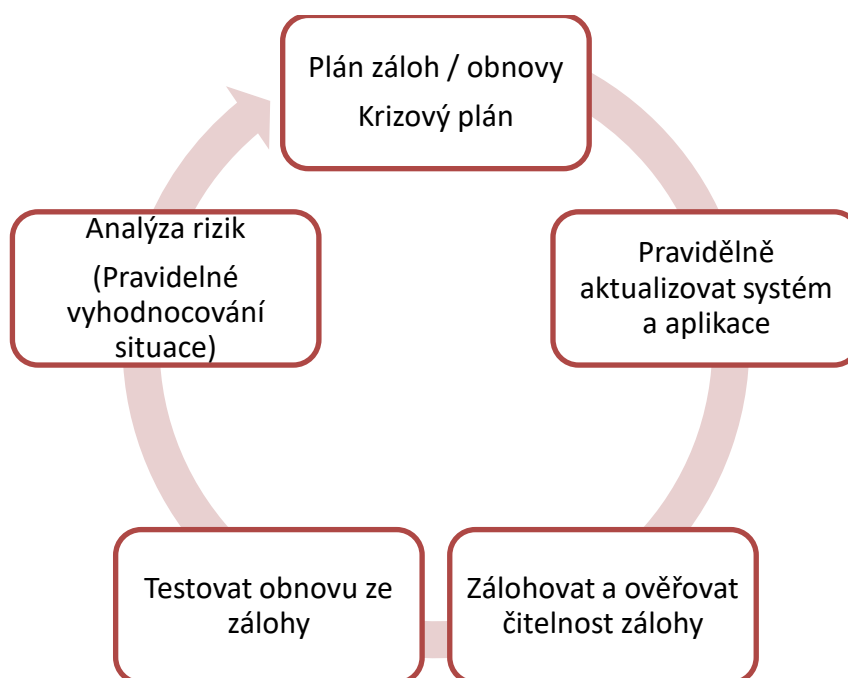 Plán záloh / obnovy
Krizový plán
Pravidělně
aktualizovat systém
a aplikace
Zálohovat a ověřovat
čitelnost zálohy
Testovat obnovu ze
zálohy
Analýza rizik
(Pravidelné
vyhodnocování
situace)